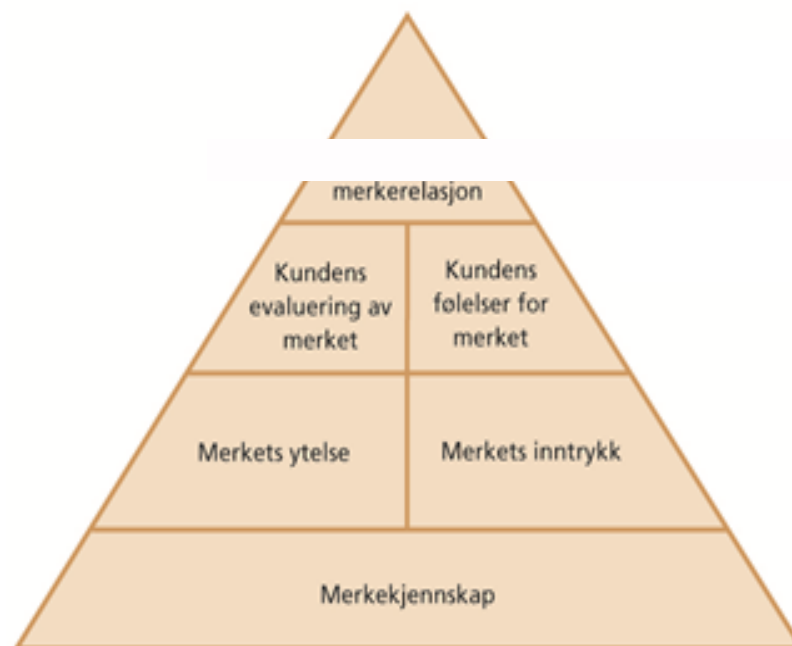 merkerelasjon
Kundens
evaluering av
merket
Kundens
følelser for
merket
Merkets ytelse
Merkets inntrykk
Merkekjennskap